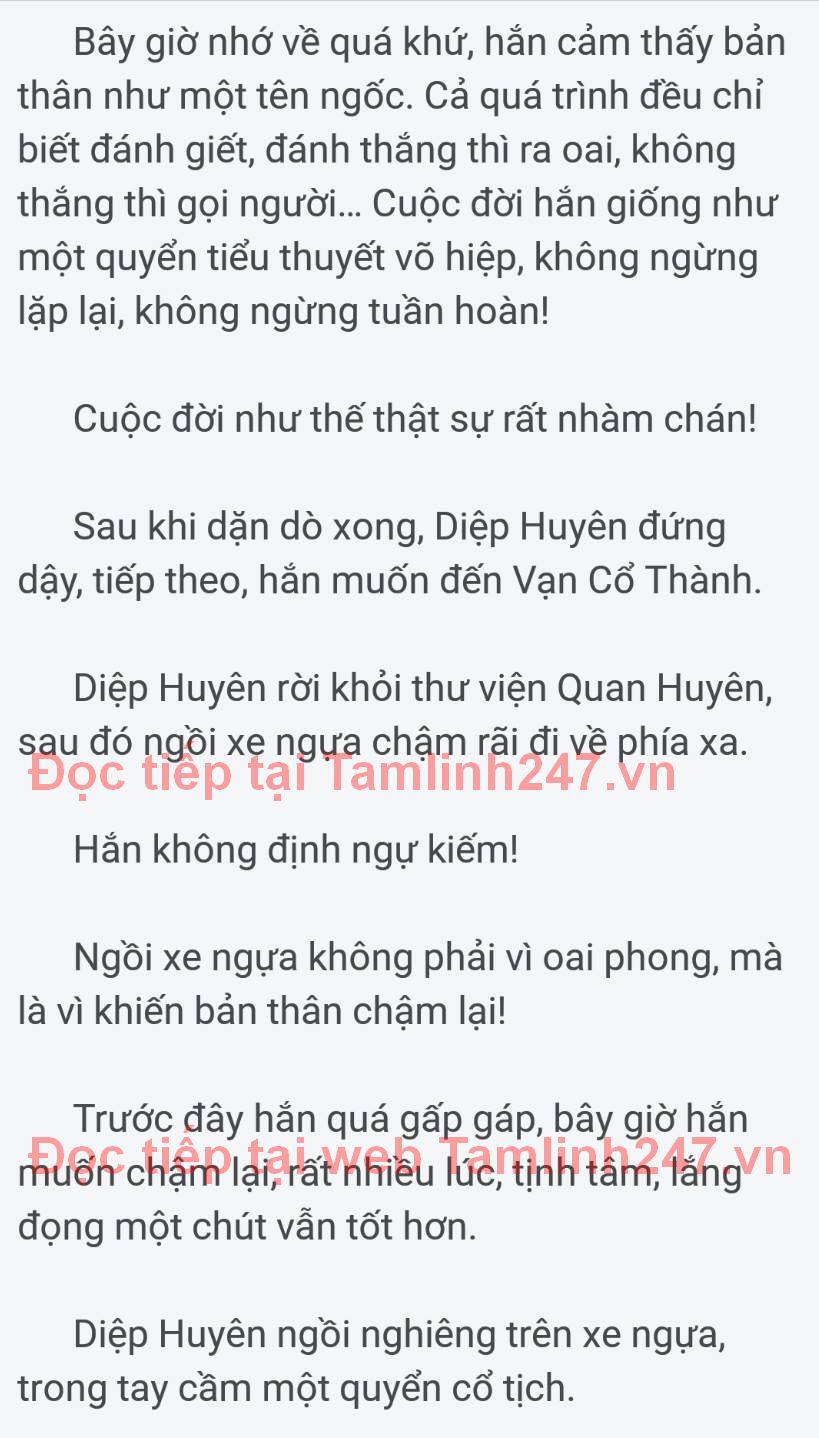 Bây giờ nhớ về quá khứ, hắn cảm thấy bản
thân như một tên ngốc. Cả quá trình đều chỉ
biết đánh giết, đánh thắng thì ra oai, không
thắng thì gọi người... Cuộc đời hắn giống như
một quyển tiểu thuyết võ hiệp, không ngừng
lặp lại, không ngừng tuần hoàn!
Cuộc đời như thế thật sự rất nhàm chán!
Sau khi dặn dò xong, Diệp Huyên đứng
dậy, tiếp theo, hắn muốn đến Vạn Cổ Thành.
Diệp Huyên rời khỏi thư viện Quan Huyên,
sau đó ngồi xe ngựa chậm rãi đi về phía xa.
Đọc tiếp tại Tamlinh247.vn
Hắn không định ngự kiếm!
Ngồi xe ngựa không phải vì oai phong, mà
là vì khiến bản thân chậm lại!
Trước đây hắn quá gấp gáp, bây giờ hắn
Đọc tiếp tại web Tamlinh247.vn
muốn chậm lại, rất nhiều lúc, tịnh tâm, lắng
đọng một chút vẫn tốt hơn.
Diệp Huyên ngồi nghiêng trên xe ngựa,
trong tay cầm một quyển cổ tịch.